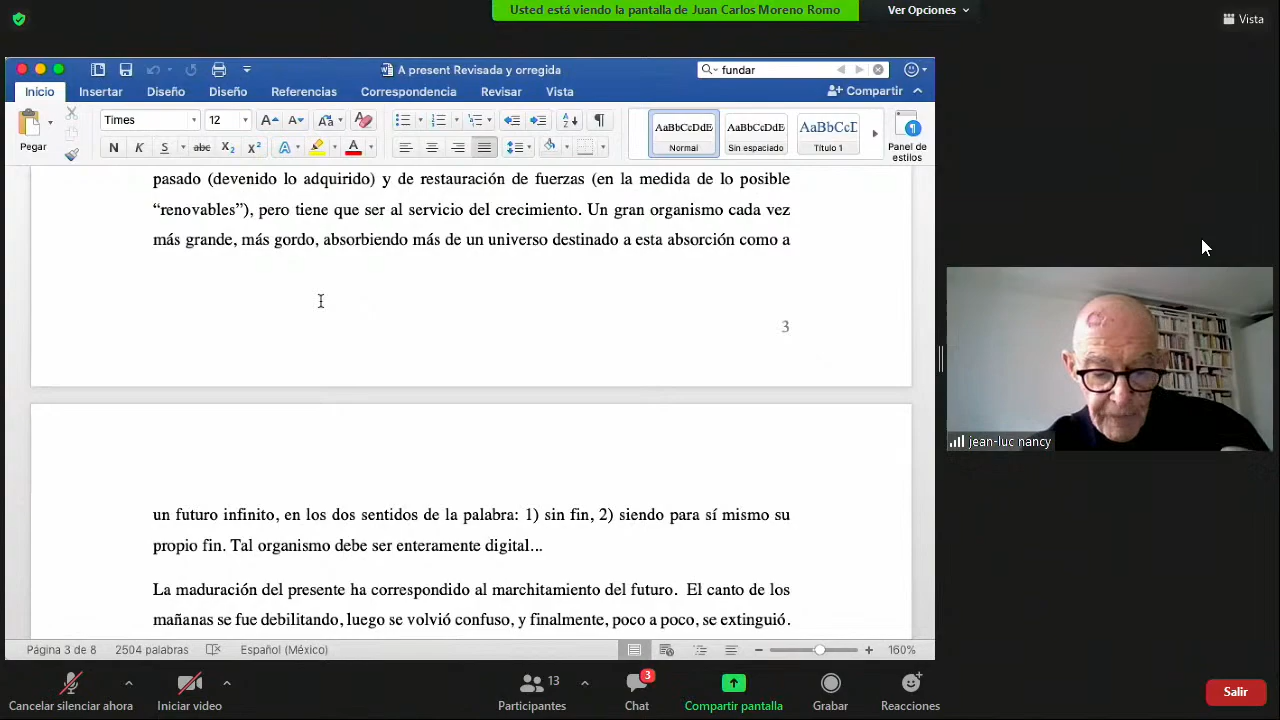 Usted está viendo la pantalla de Juan Carlos Moreno Romo
Ver Opciones
Vista
A present Revisada y orregida
fundar
Inicio
Insertar
Diseño
Diseño
Referencias
Correspondencia
Revisar
Vista
Compartir
Pegar
Times
12
N
K
S
abc
X₂
X²
A
AaBbCcDdE
Normal
AaBbCcDdE
Sin espaciado
AaBbCcD
Título 1
Panel de estilos
pasado (devenido lo adquirido) y de restauración de fuerzas (en la medida de lo posible
“renovables”), pero tiene que ser al servicio del crecimiento. Un gran organismo cada vez
más grande, más gordo, absorbiendo más de un universo destinado a esta absorción como a
3
un futuro infinito, en los dos sentidos de la palabra: 1) sin fin, 2) siendo para sí mismo su
propio fin. Tal organismo debe ser enteramente digital...
La maduración del presente ha correspondido al marchitamiento del futuro. El canto de los
mañanas se fue debilitando, luego se volvió confuso, y finalmente, poco a poco, se extinguió.
Página 3 de 8
2504 palabras
Español (México)
160%
jean-luc nancy
Cancelar silenciar ahora
Iniciar video
13
Participantes
3
Chat
Compartir pantalla
Grabar
Reacciones
Salir